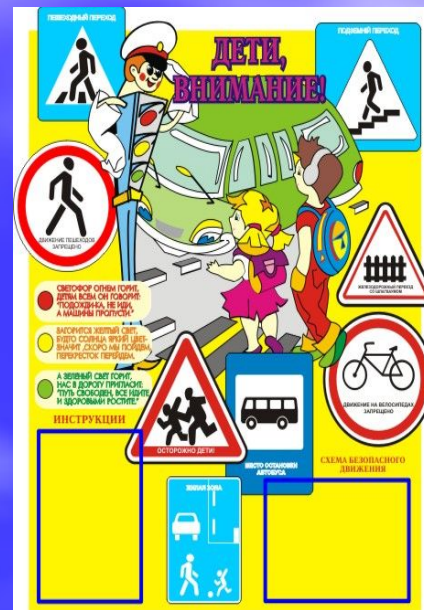 ПЕШЕХОДНЫЙ ПЕРЕХОД
ПОДЗЕМНЫЙ ПЕРЕХОД
ДЕТИ,
ВНИМАНИЕ!
ДВИЖЕНИЕ ПЕШЕХОДОВ
ЗАПРЕЩЕНО
ЖЕЛЕЗНОДОРОЖНЫЙ ПЕРЕЕЗД
СО ШЛАГБАУМОМ
СВЕТОФОР ОГНЕМ ГОРИТ,
ДЕТЯМ ВСЕМ ОН ГОВОРИТ:
"ПОДОЖДИ-КА, НЕ ИДИ,
А МАШИНЫ ПРОПУСТИ."
ЗАГОРИТСЯ ЖЕЛТЫЙ СВЕТ,
БУДТО СОЛНЦА ЯРКИЙ ЦВЕТ-
ЗНАЧИТ ,СКОРО МЫ ПОЙДЕМ,
ПЕРЕКРЕСТОК ПЕРЕЙДЕМ.
А ЗЕЛЕНЫЙ СВЕТ ГОРИТ,
НАС В ДОРОГУ ПРИГЛАСИТ:
"ПУТЬ СВОБОДЕН, ВСЕ ИДИТЕ
И ЗДОРОВЫМИ РОСТИТЕ."
ДВИЖЕНИЕ НА ВЕЛОСИПЕДАХ
ЗАПРЕЩЕНО
ИНСТРУКЦИИ
ОСТОРОЖНО ДЕТИ!
МЕСТО ОСТАНОВКИ
АВТОБУСА
СХЕМА БЕЗОПАСНОГО
ДВИЖЕНИЯ
ЖИЛАЯ ЗОНА